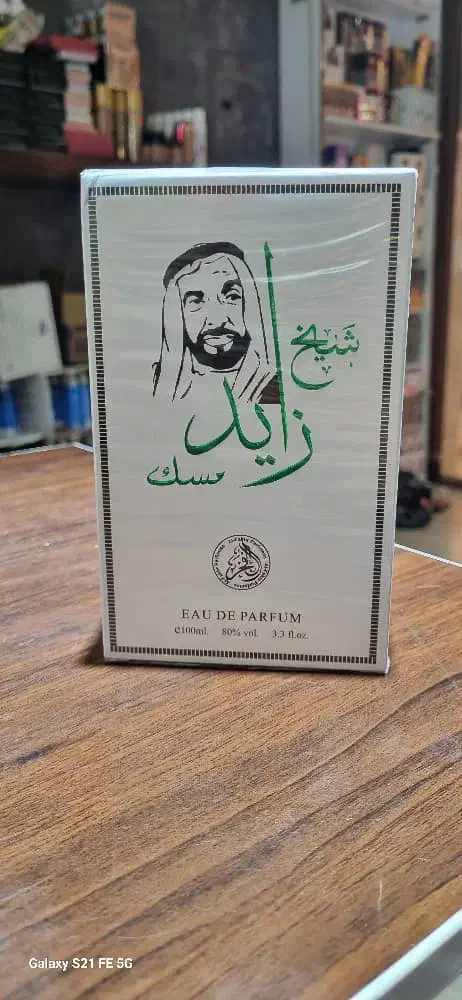 شيخ
زايد
مسك
EAU DE PARFUM
℮100ml. 80% vol. 3.3 fl.oz.
Galaxy S21 FE 5G